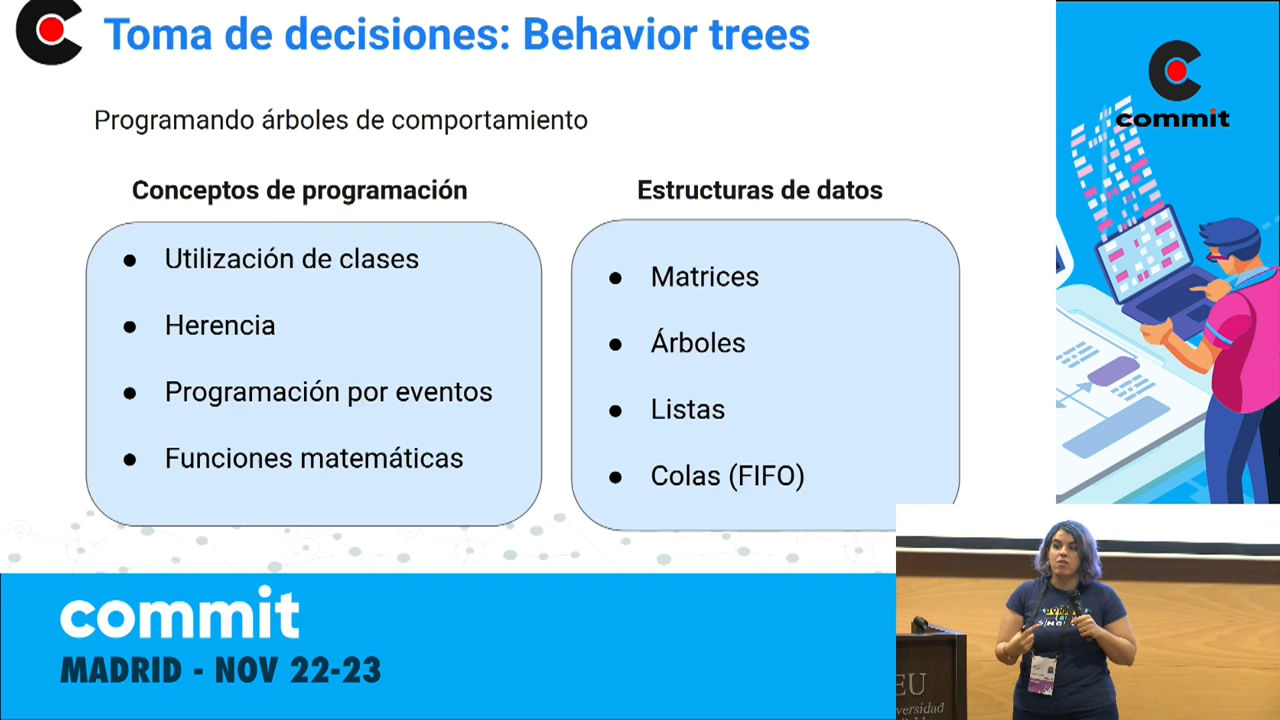 Toma de decisiones: Behavior trees
Programando árboles de comportamiento
Conceptos de programación
● Utilización de clases
● Herencia
● Programación por eventos
● Funciones matemáticas
Estructuras de datos
● Matrices
● Árboles
● Listas
● Colas (FIFO)
commit
commit
MADRID - NOV 22-23
EU